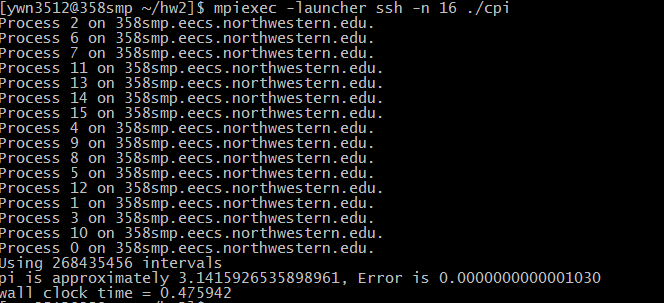 [ywn3512@358smp ~/hw2]$ mpiexec -launcher ssh -n 16 ./cpi
Process 2 on 358smp.eecs.northwestern.edu.
Process 6 on 358smp.eecs.northwestern.edu.
Process 7 on 358smp.eecs.northwestern.edu.
Process 11 on 358smp.eecs.northwestern.edu.
Process 13 on 358smp.eecs.northwestern.edu.
Process 14 on 358smp.eecs.northwestern.edu.
Process 15 on 358smp.eecs.northwestern.edu.
Process 4 on 358smp.eecs.northwestern.edu.
Process 9 on 358smp.eecs.northwestern.edu.
Process 8 on 358smp.eecs.northwestern.edu.
Process 5 on 358smp.eecs.northwestern.edu.
Process 12 on 358smp.eecs.northwestern.edu.
Process 1 on 358smp.eecs.northwestern.edu.
Process 3 on 358smp.eecs.northwestern.edu.
Process 10 on 358smp.eecs.northwestern.edu.
Process 0 on 358smp.eecs.northwestern.edu.
Using 268435456 intervals
pi is approximately 3.1415926535898961, Error is 0.0000000000001030
wall clock time = 0.475942